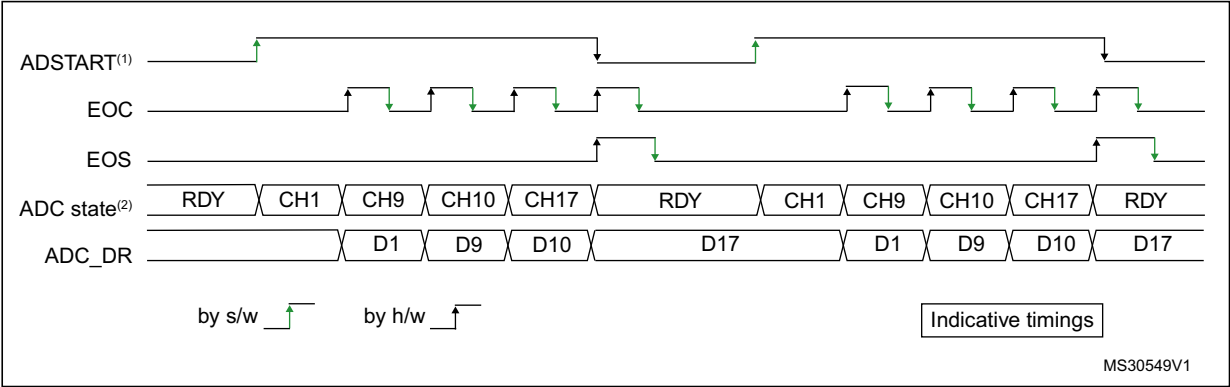 ADSTART(1)
EOC
EOS
ADC state(2) RDY CH1 CH9 CH10 CH17 RDY CH1 CH9 CH10 CH17 RDY
ADC_DR D1 D9 D10 D17 D1 D9 D10 D17
by s/w by h/w Indicative timings
MS30549V1